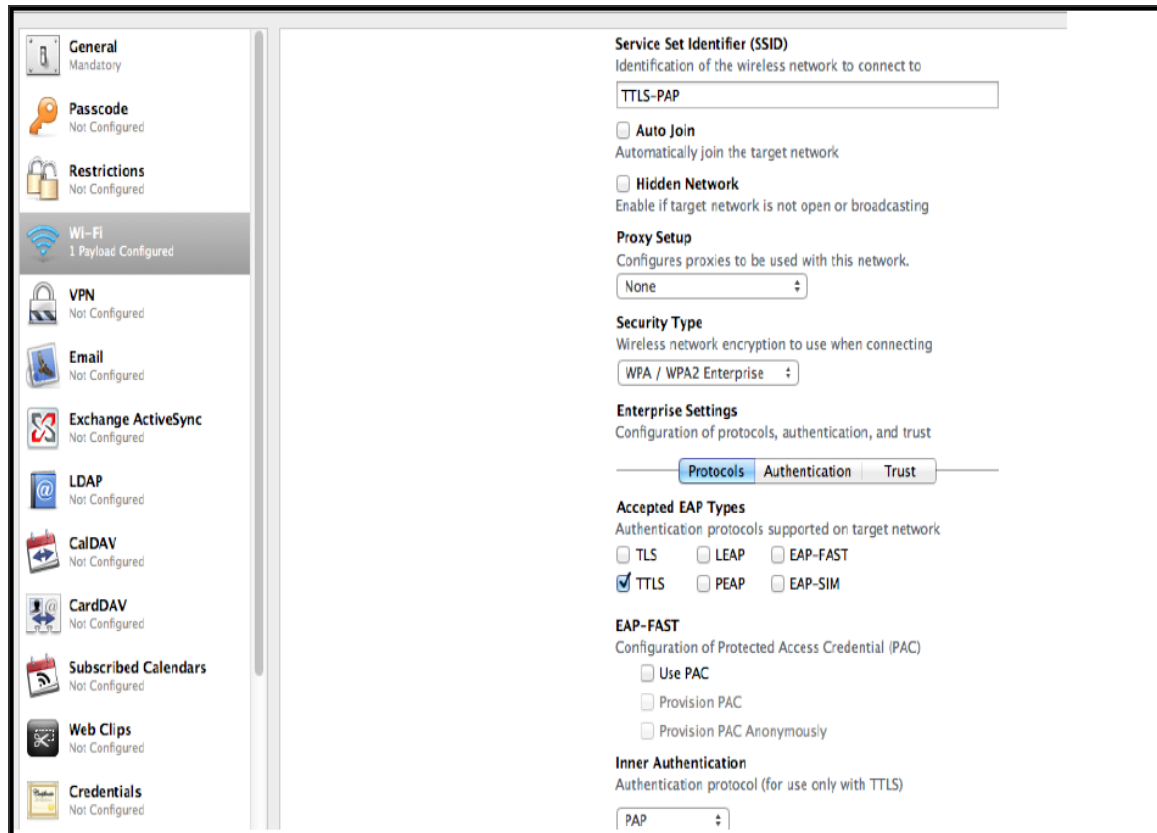 General
Mandatory
Passcode
Not Configured
Restrictions
Not Configured
Wi-Fi
1 Payload Configured
VPN
Not Configured
Email
Not Configured
Exchange ActiveSync
Not Configured
LDAP
Not Configured
CalDAV
Not Configured
CardDAV
Not Configured
Subscribed Calendars
Not Configured
Web Clips
Not Configured
Credentials
Not Configured
Service Set Identifier (SSID)
Identification of the wireless network to connect to
TTLS-PAP
Auto Join
Automatically join the target network
Hidden Network
Enable if target network is not open or broadcasting
Proxy Setup
Configures proxies to be used with this network.
None
Security Type
Wireless network encryption to use when connecting
WPA / WPA2 Enterprise
Enterprise Settings
Configuration of protocols, authentication, and trust
Protocols Authentication Trust
Accepted EAP Types
Authentication protocols supported on target network
TLS LEAP EAP-FAST
TTLS PEAP EAP-SIM
EAP-FAST
Configuration of Protected Access Credential (PAC)
Use PAC
Provision PAC
Provision PAC Anonymously
Inner Authentication
Authentication protocol (for use only with TTLS)
PAP